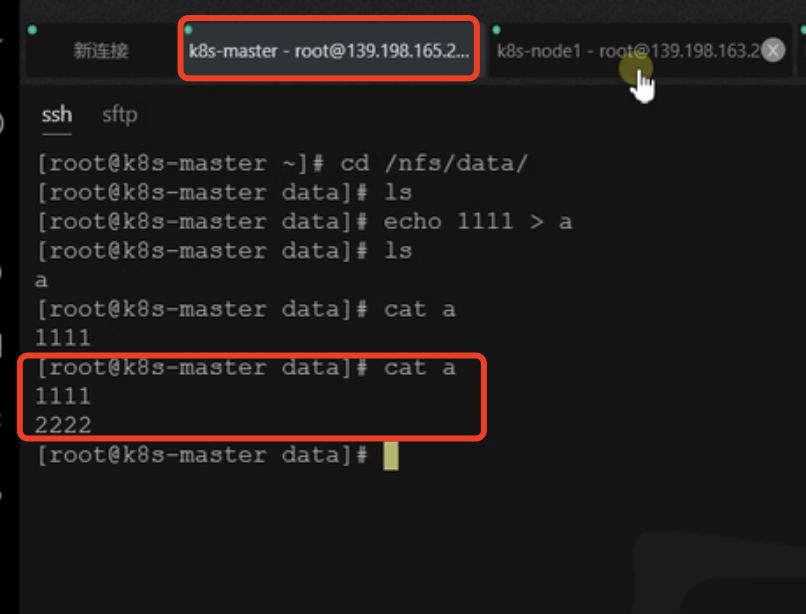 新连接
k8s-master - root@139.198.165.2...
k8s-node1 - root@139.198.163.2
ssh
sftp
[root@k8s-master ~]# cd /nfs/data/
[root@k8s-master data]# ls
[root@k8s-master data]# echo 1111 > a
[root@k8s-master data]# ls
a
[root@k8s-master data]# cat a
1111
[root@k8s-master data]# cat a
1111
2222
[root@k8s-master data]#